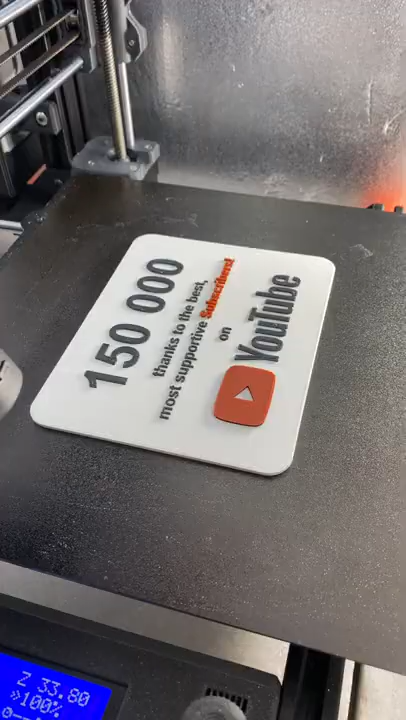 150 000
thanks to the best,
most supportive Subscribers!
on
YouTube
Z 33.80
100%